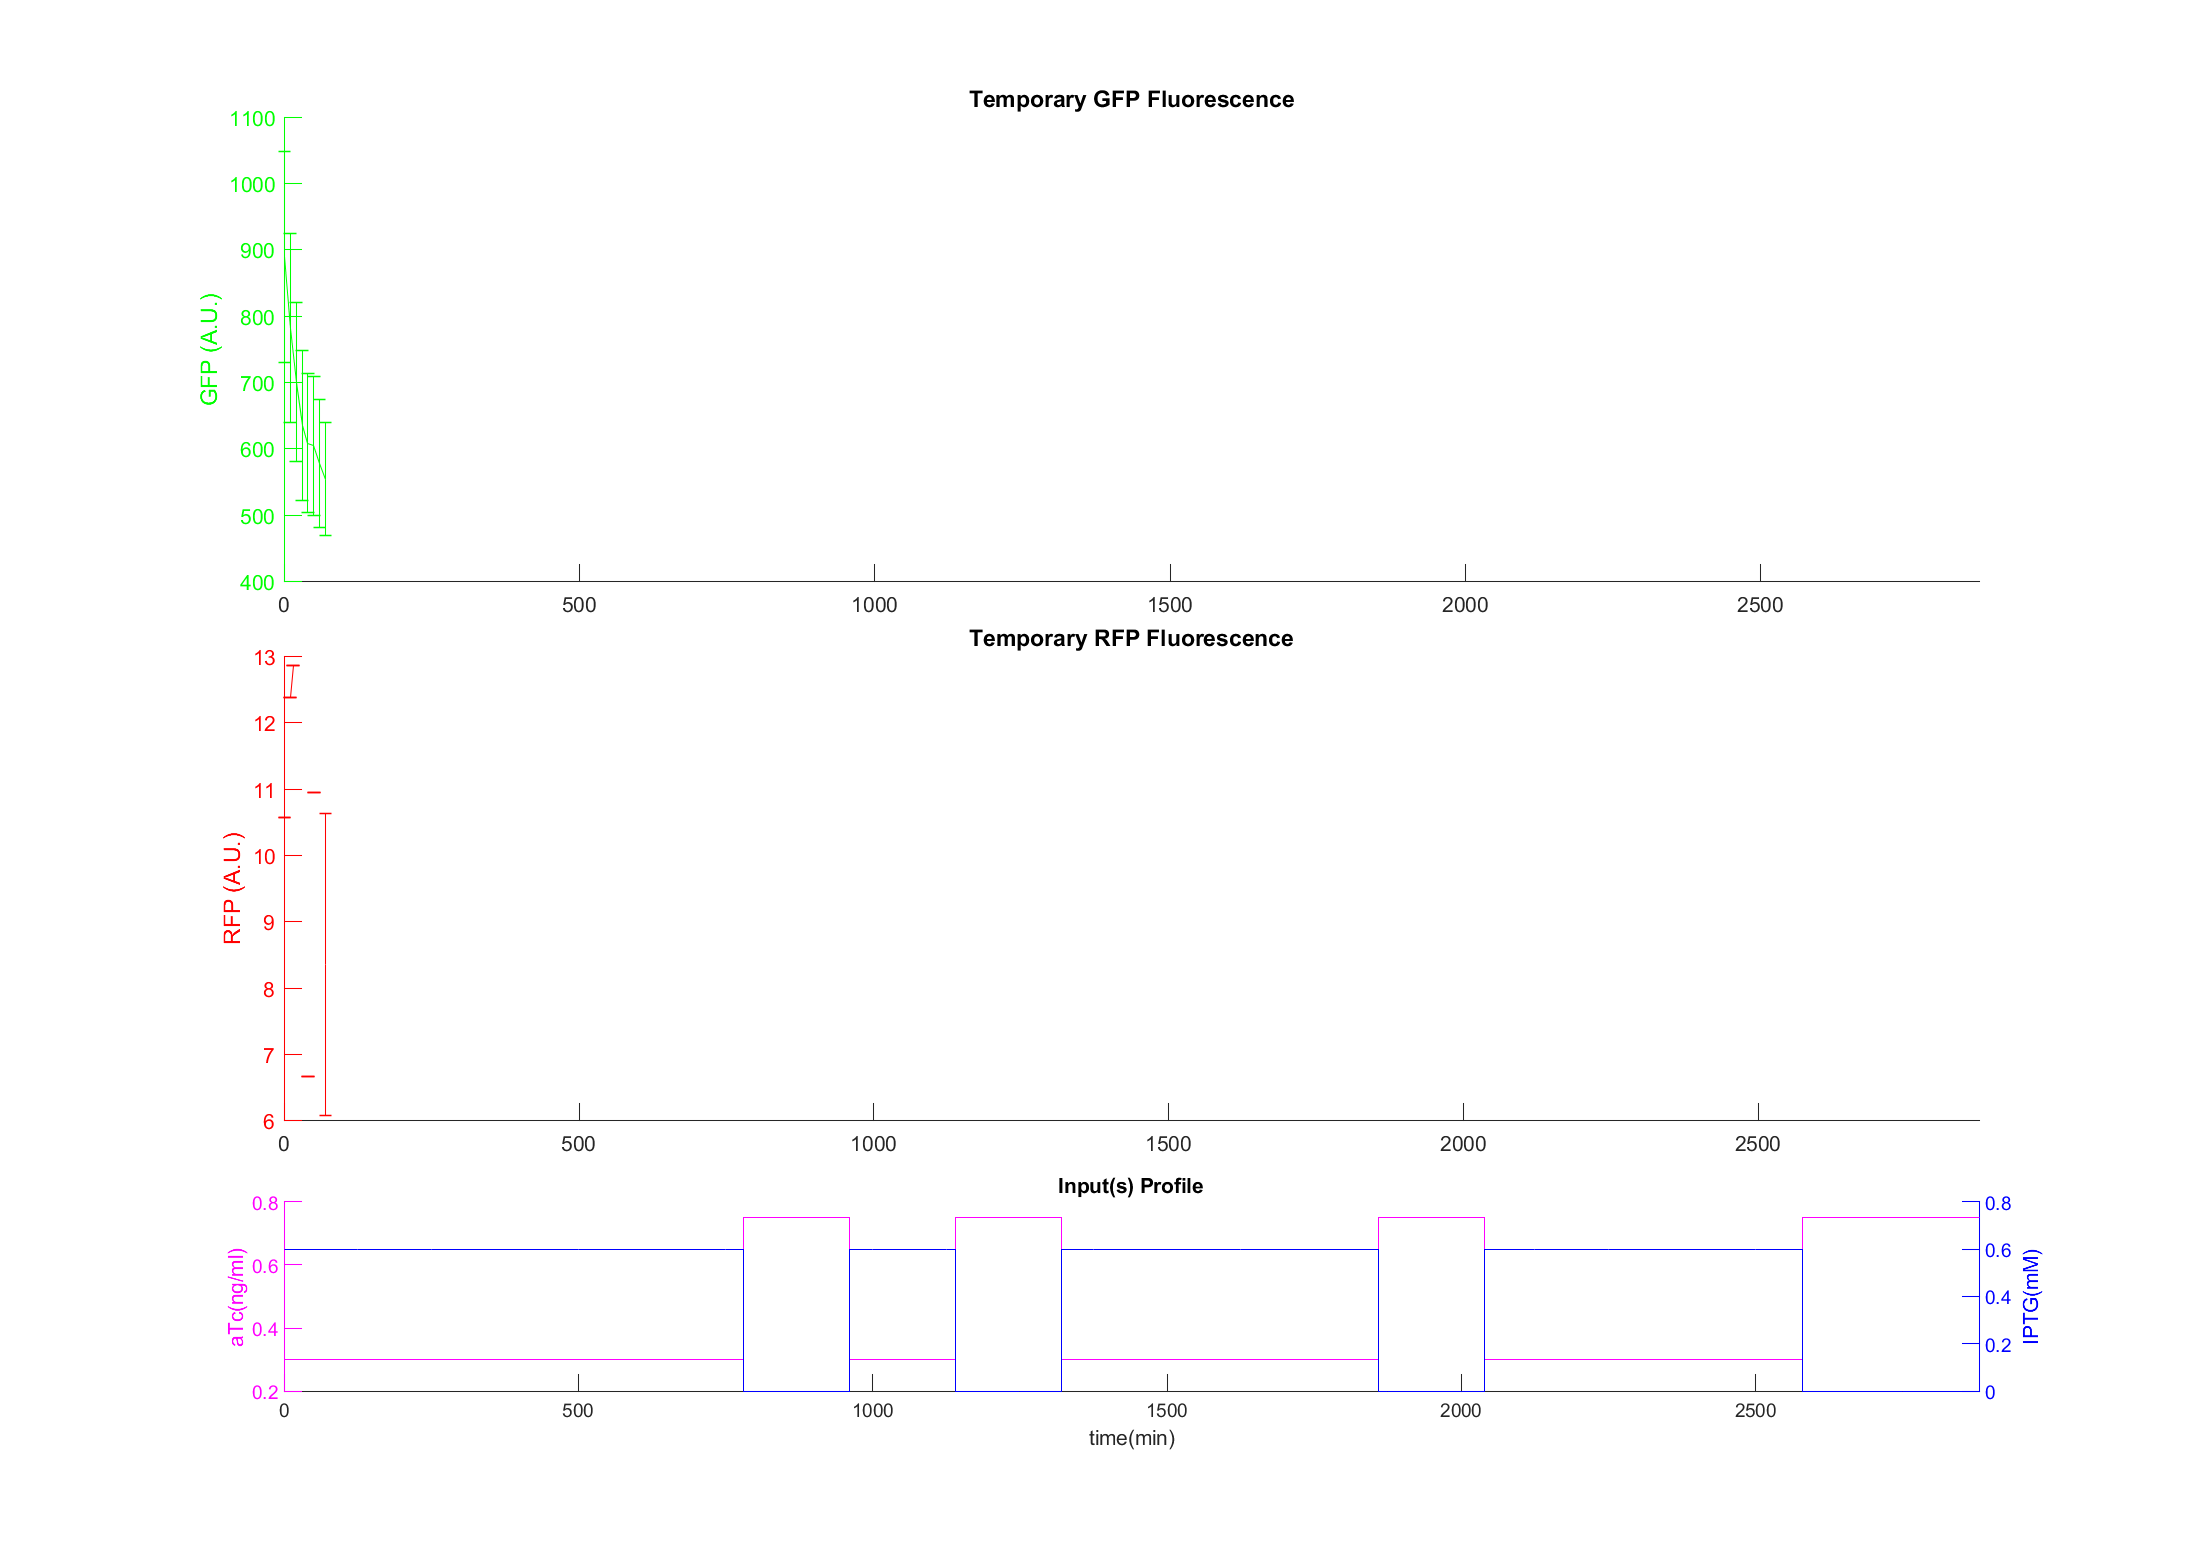 Temporary GFP Fluorescence
GFP (A.U.)
1100
1000
900
800
700
600
500
400
0 500 1000 1500 2000 2500
Temporary RFP Fluorescence
RFP (A.U.)
13
12
11
10
9
8
7
6
0 500 1000 1500 2000 2500
Input(s) Profile
aTc(ng/ml)
0.8
0.6
0.4
0.2
0.8
0.6
0.4
0.2
0
IPTG(mM)
0 500 1000 1500 2000 2500
time(min)